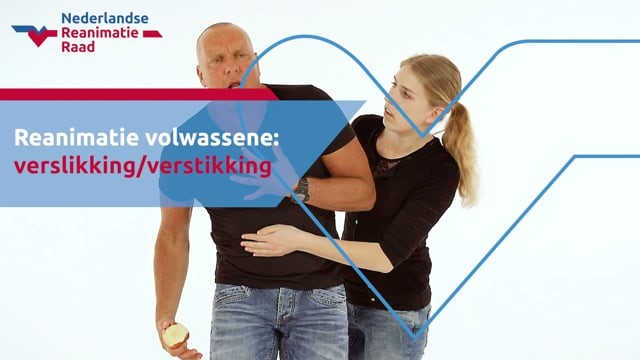 Nederlandse
Reanimatie
Raad
Reanimatie volwassene:
verslikking/verstikking